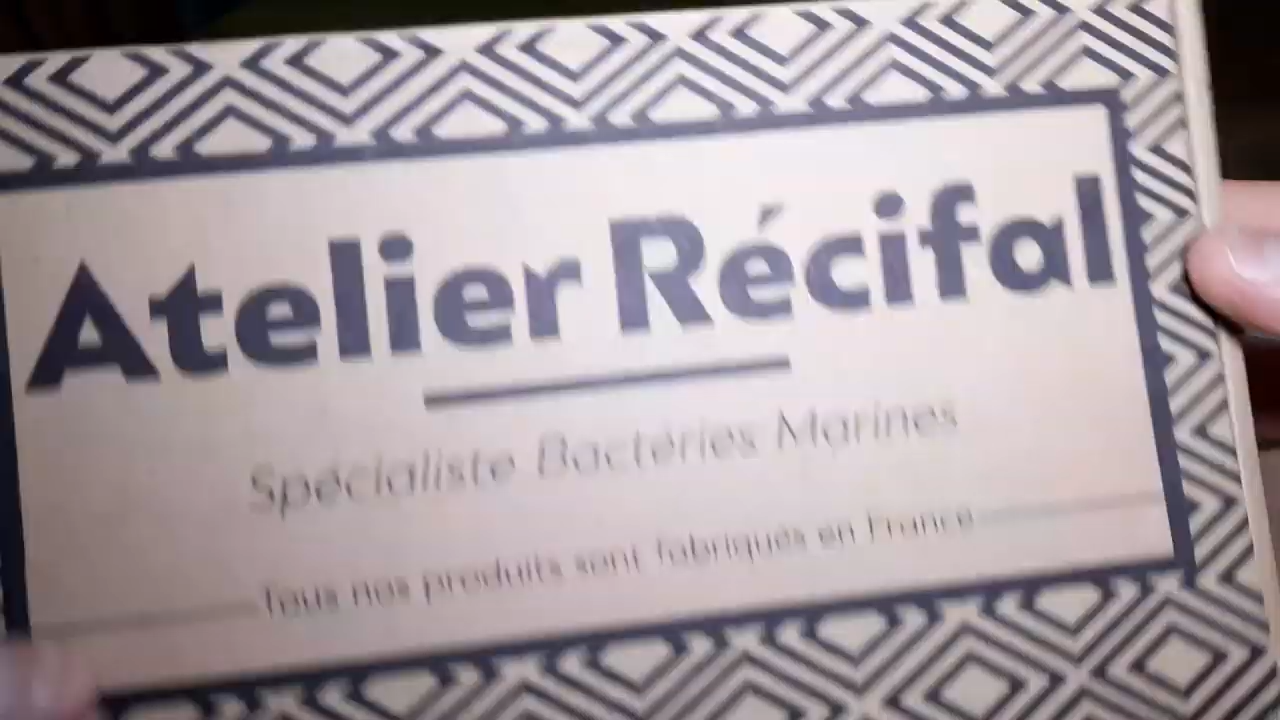 Atelier Récifal
Spécialiste Bactéries Marines
Tous nos produits sont fabriqués en France